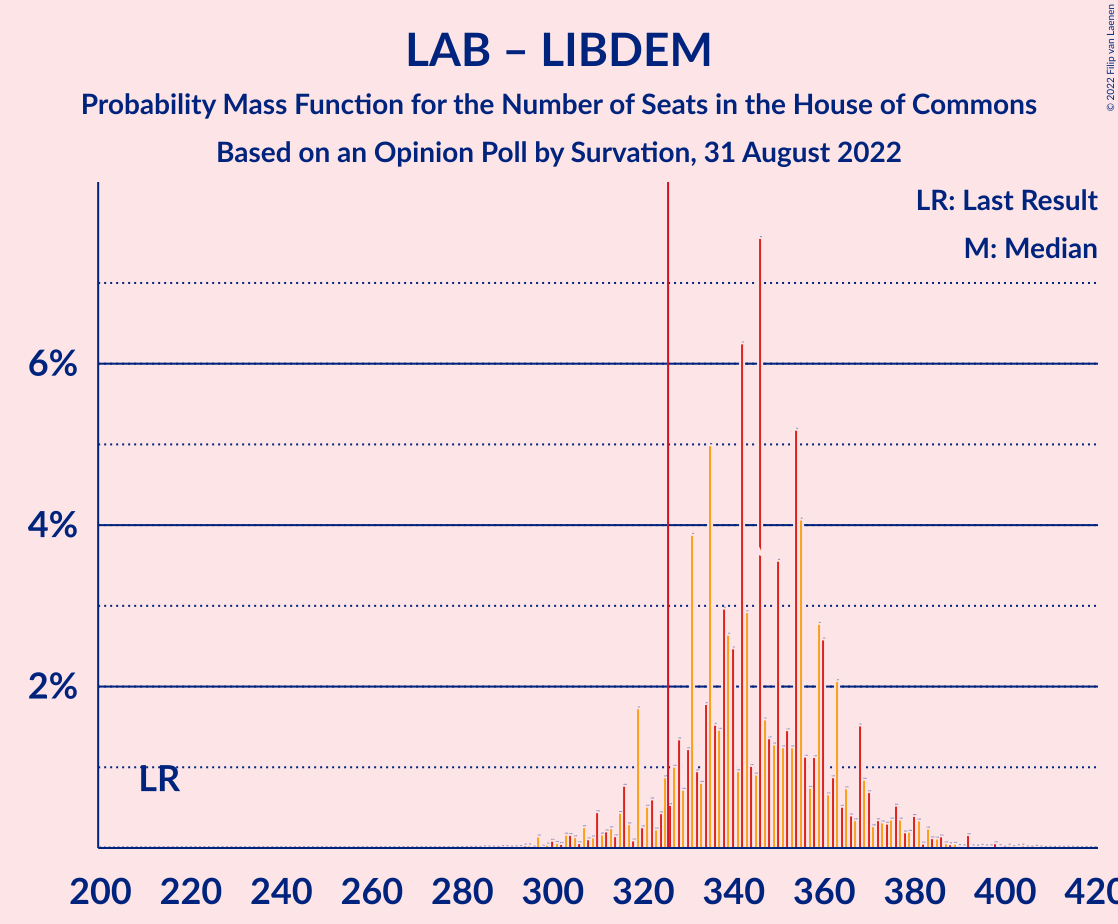 © 2022 Filip van Laenen
LAB – LIBDEM
Probability Mass Function for the Number of Seats in the House of Commons
Based on an Opinion Poll by Survation, 31 August 2022
LR: Last Result
M: Median
6%
4%
2%
LR
200 220 240 260 280 300 320 340 360 380 400 420